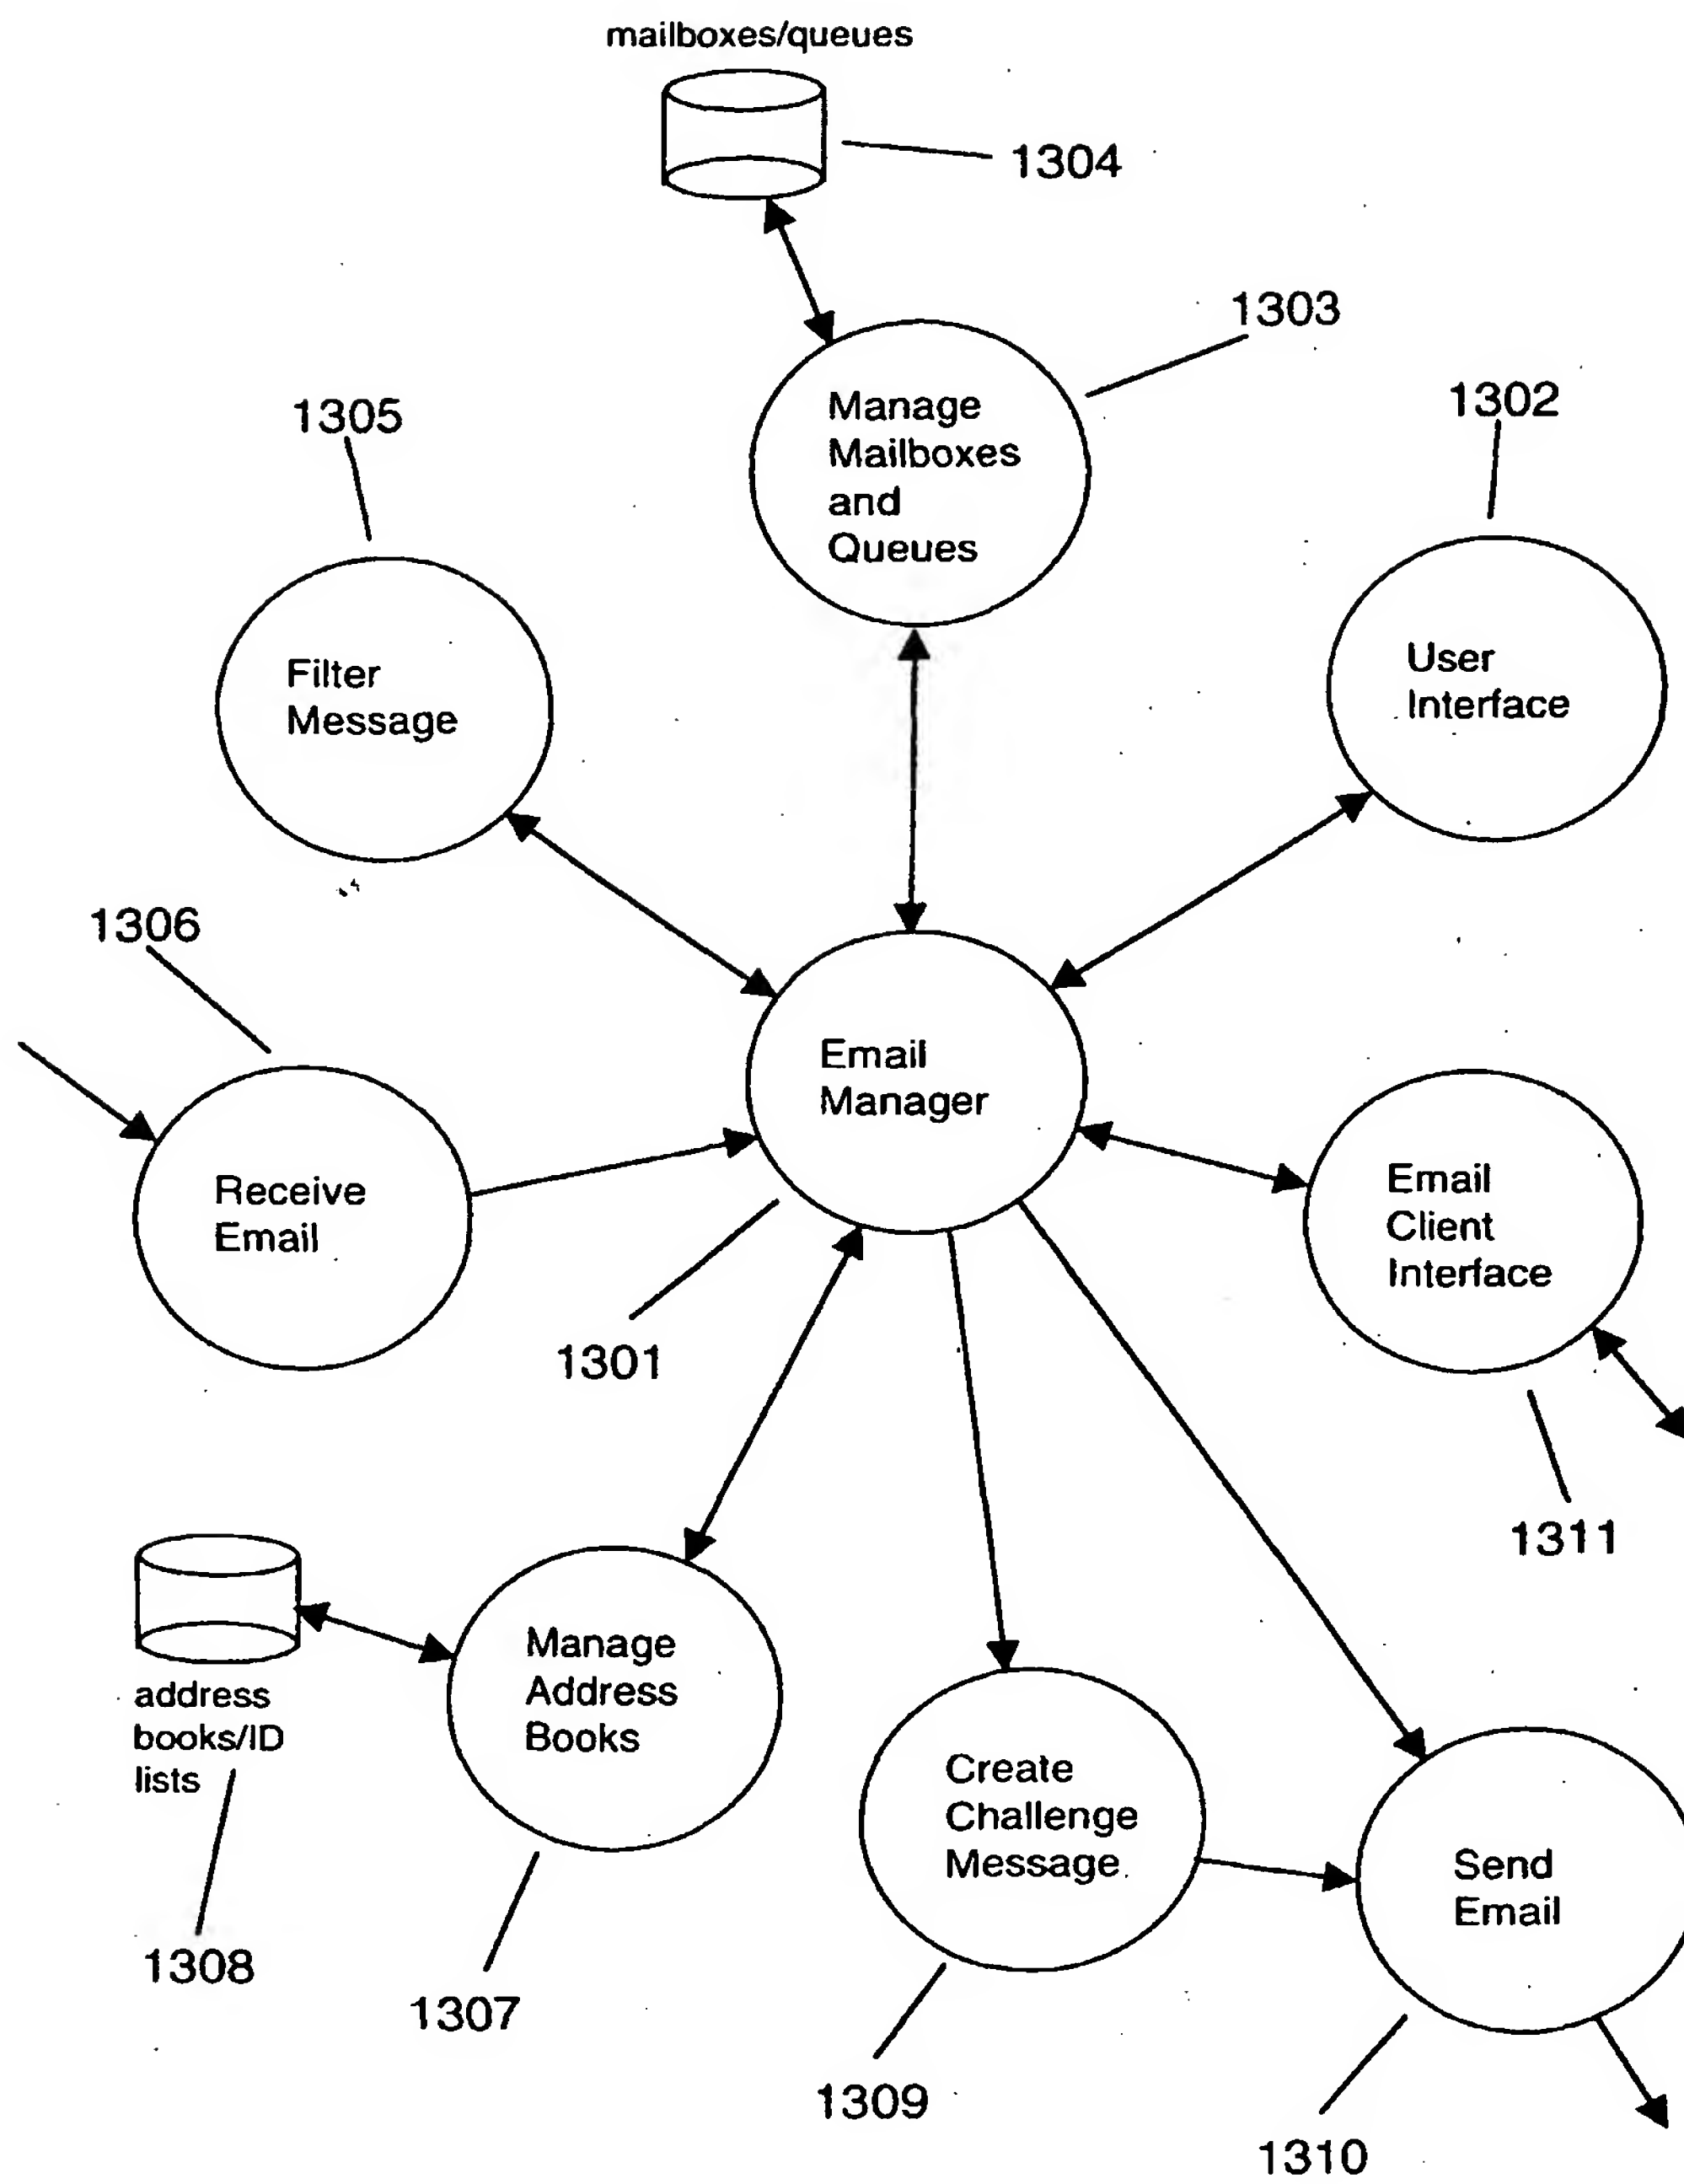 mailboxes/queues
1304
1303
1302
1305
Manage
Mailboxes
and
Queues
User
Interface
Filter
Message
1306
Email
Manager
Receive
Email
Email
Client
Interface
1301
1311
Manage
Address
Books
address
books/ID
lists
Create
Challenge
Message
Send
Email
1308
1307
1309
1310